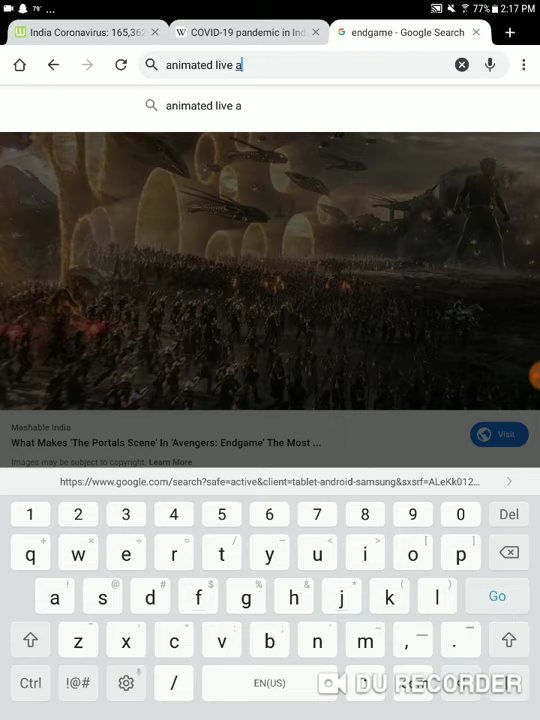 79° 77% 2:17 PM
India Coronavirus: 165,362 COVID-19 pandemic in Ind endgame - Google Search
animated live a
animated live a
Mashable India
What Makes 'The Portals Scene' In 'Avengers: Endgame' The Most ...
Visit
Images may be subject to copyright. Learn More
https://www.google.com/search?safe=active&client=tablet-android-samsung&sxsrf=ALeKk012...
1 2 3 4 5 6 7 8 9 0 Del
q w e r t y u i o p
a s d f g h j k l Go
z x c v b n m , .
Ctrl !@# / EN(US)
DU RECORDER